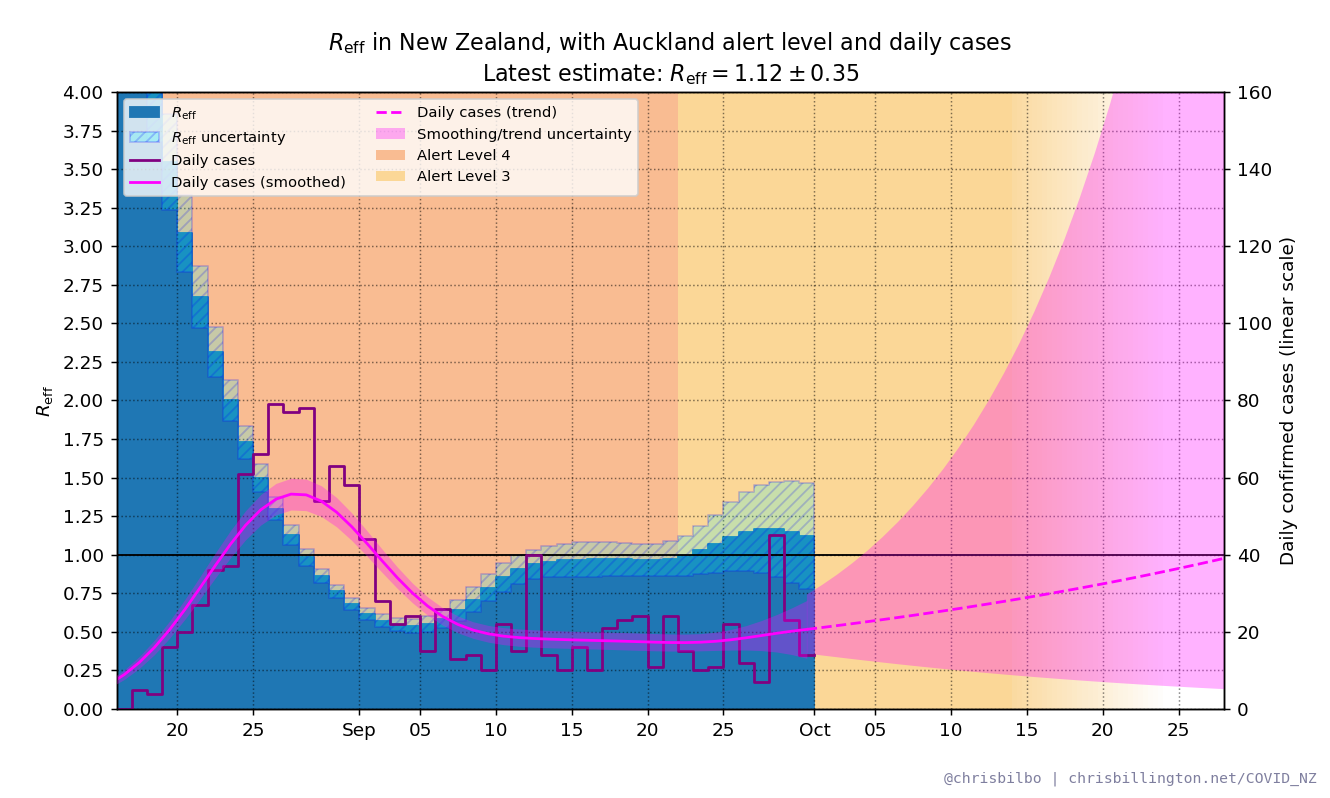 Reff in New Zealand, with Auckland alert level and daily cases
Latest estimate: Reff = 1.12 ± 0.35
Reff
Reff uncertainty
Daily cases
Daily cases (smoothed)
Daily cases (trend)
Smoothing/trend uncertainty
Alert Level 4
Alert Level 3
4.00
3.75
3.50
3.25
3.00
2.75
2.50
2.25
2.00
1.75
1.50
1.25
1.00
0.75
0.50
0.25
0.00
Reff
160
140
120
100
80
60
40
20
0
Daily confirmed cases (linear scale)
20 25 Sep 05 10 15 20 25 Oct 05 10 15 20 25
@chrisbilbo | chrisbillington.net/COVID_NZ